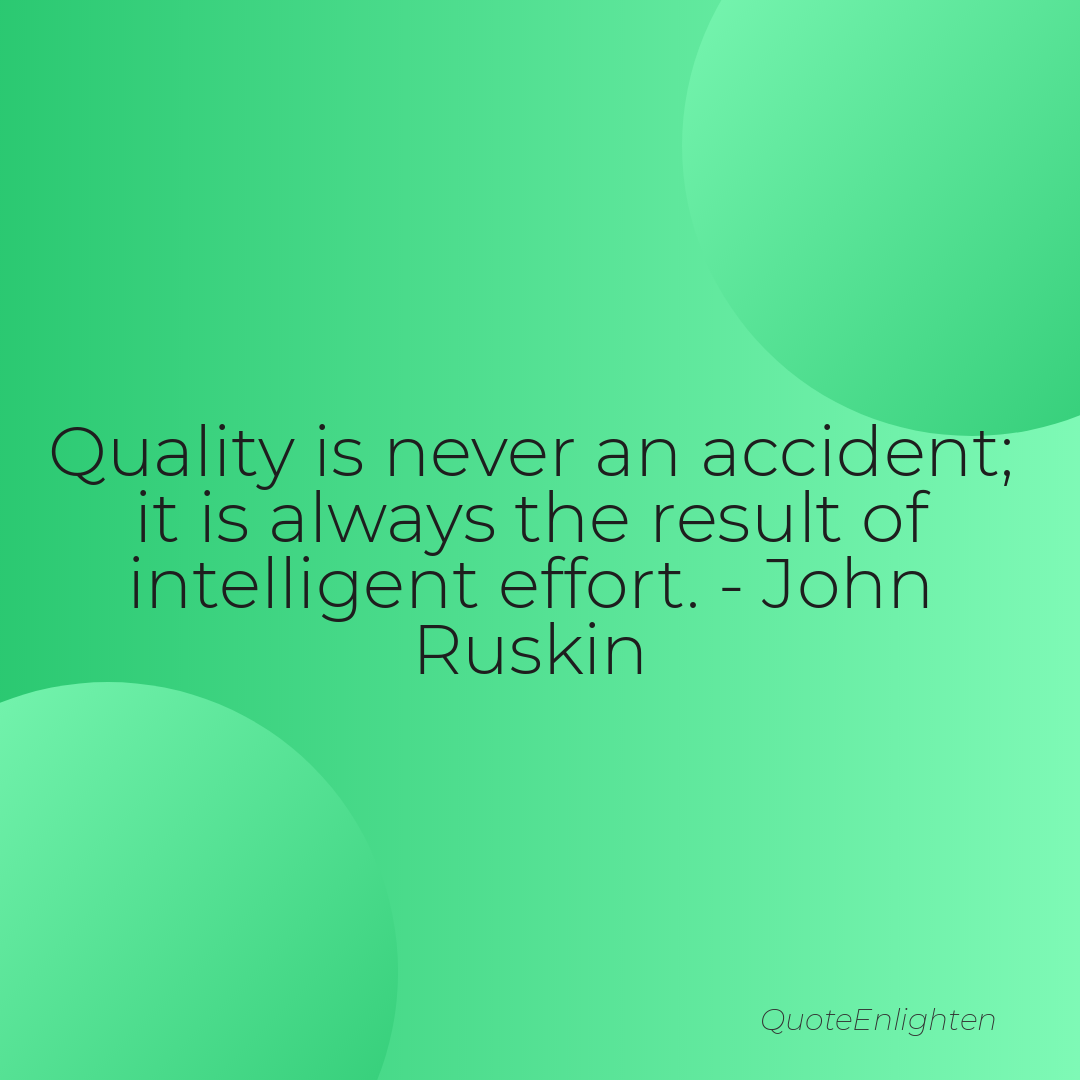 Quality is never an accident;
it is always the result of
intelligent effort. - John
Ruskin
QuoteEnlighten